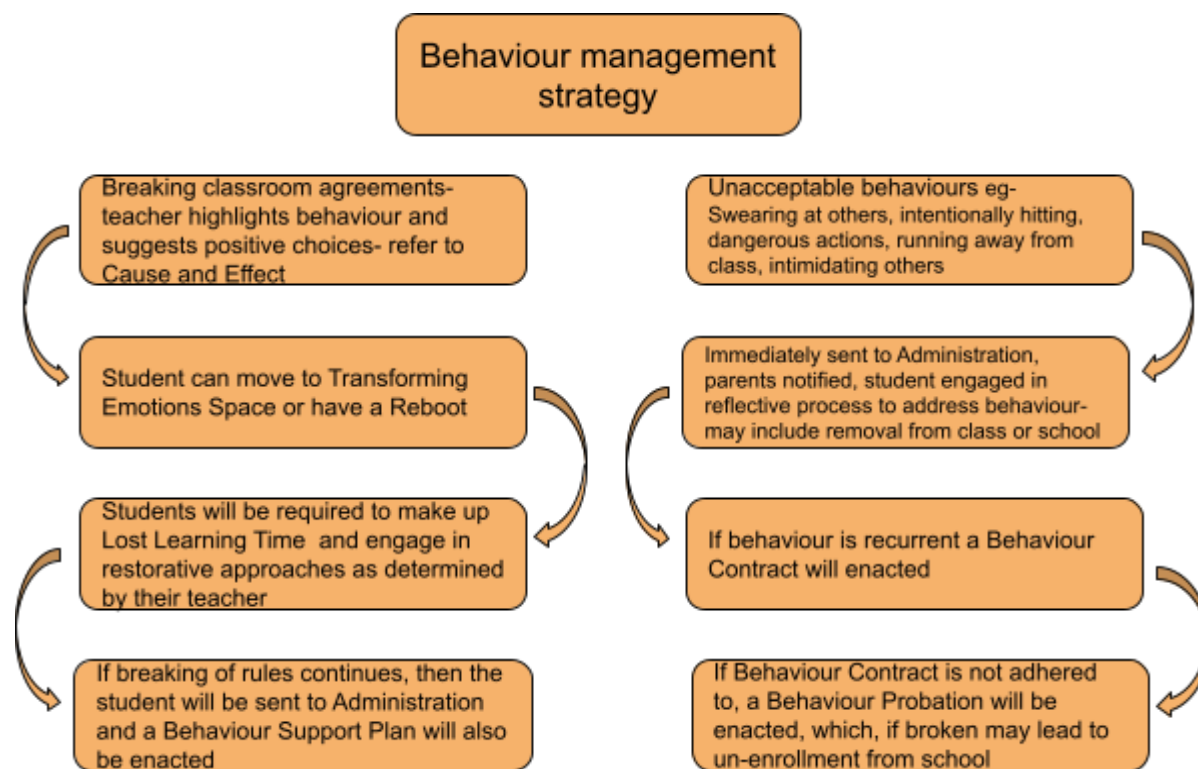 Behaviour management
strategy
Breaking classroom agreements-
teacher highlights behaviour and
suggests positive choices- refer to
Cause and Effect
Student can move to Transforming
Emotions Space or have a Reboot
Students will be required to make up
Lost Learning Time and engage in
restorative approaches as determined
by their teacher
If breaking of rules continues, then the
student will be sent to Administration
and a Behaviour Support Plan will also
be enacted
Unacceptable behaviours eg-
Swearing at others, intentionally hitting,
dangerous actions, running away from
class, intimidating others
Immediately sent to Administration,
parents notified, student engaged in
reflective process to address behaviour-
may include removal from class or school
If behaviour is recurrent a Behaviour
Contract will enacted
If Behaviour Contract is not adhered
to, a Behaviour Probation will be
enacted, which, if broken may lead to
un-enrollment from school